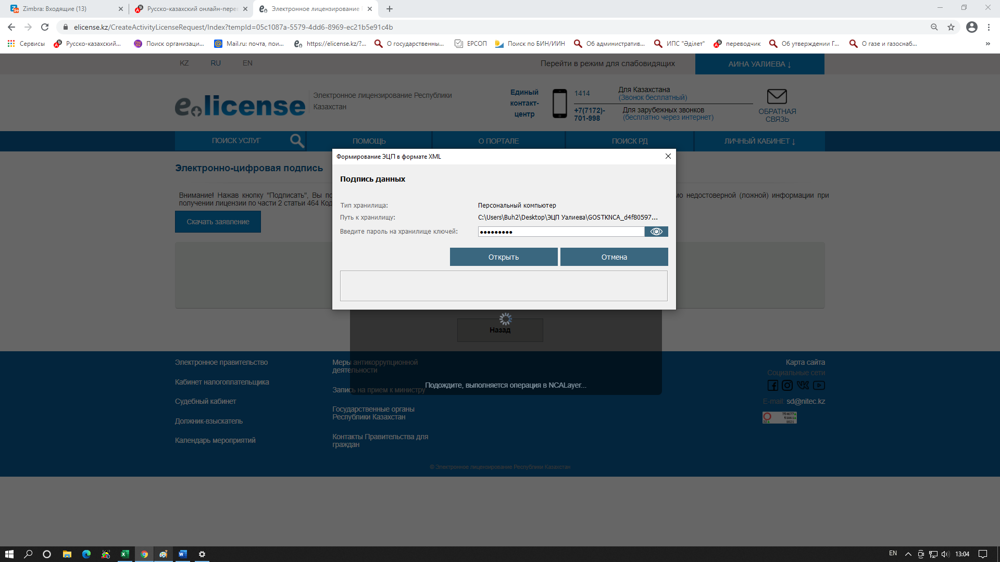 Zimbra: Входящие (13)
Русско-казахский онлайн-перев
Электронное лицензирование
elicense.kz/CreateActivityLicenseRequest/Index?tempId=05c1087a-5579-4dd6-8969-ec21b5e91c4b
Сервисы
Русско-казахский...
Поиск организаци...
Mail.ru: почта, пои...
https://elicense.kz/?...
О государственны...
ЕРСОП
Поиск по БИН/ИИН
Об административ...
ИПС "Әділет"
переводчик
Об утверждении Г...
О газе и газоснаб...
»
KZ RU EN
Перейти в режим для слабовидящих
АИНА УАЛИЕВА ↓
e.license
Электронное лицензирование Республики
Казахстан
Единый
контакт-
центр
1414
Для Казахстана
(Звонок бесплатный)
+7(7172)-
701-998
Для зарубежных звонков
(бесплатно через интернет)
ОБРАТНАЯ
СВЯЗЬ
ПОИСК УСЛУГ
ПОМОЩЬ
О ПОРТАЛЕ
ПОИСК РД
ЛИЧНЫЙ КАБИНЕТ ↓
Формирование ЭЦП в формате XML
Электронно-цифровая подпись
Подпись данных
Внимание! Нажав кнопку "Подписать", Вы по
мо недостоверной (ложной) информации при
получении лицензии по части 2 статьи 464 Код
Тип хранилища:
Персональный компьютер
Путь к хранилищу:
C:\Users\Buh2\Desktop\ЭЦП Уалиева\GOSTKNCA_d4f80597...
Введите пароль на хранилище ключей:
●●●●●●●●●
Скачать заявление
Открыть
Отмена
Назад
Подождите, выполняется операция в NCALayer...
Электронное правительство
Кабинет налогоплательщика
Судебный кабинет
Должник-взыскатель
Календарь мероприятий
Меры антикоррупционной
деятельности
Запись на прием к министру
Государственные органы
Республики Казахстан
Контакты Правительства для
граждан
Карта сайта
Социальные сети
E-mail: sd@nitec.kz
© Электронное лицензирование Республики Казахстан
EN
13:04